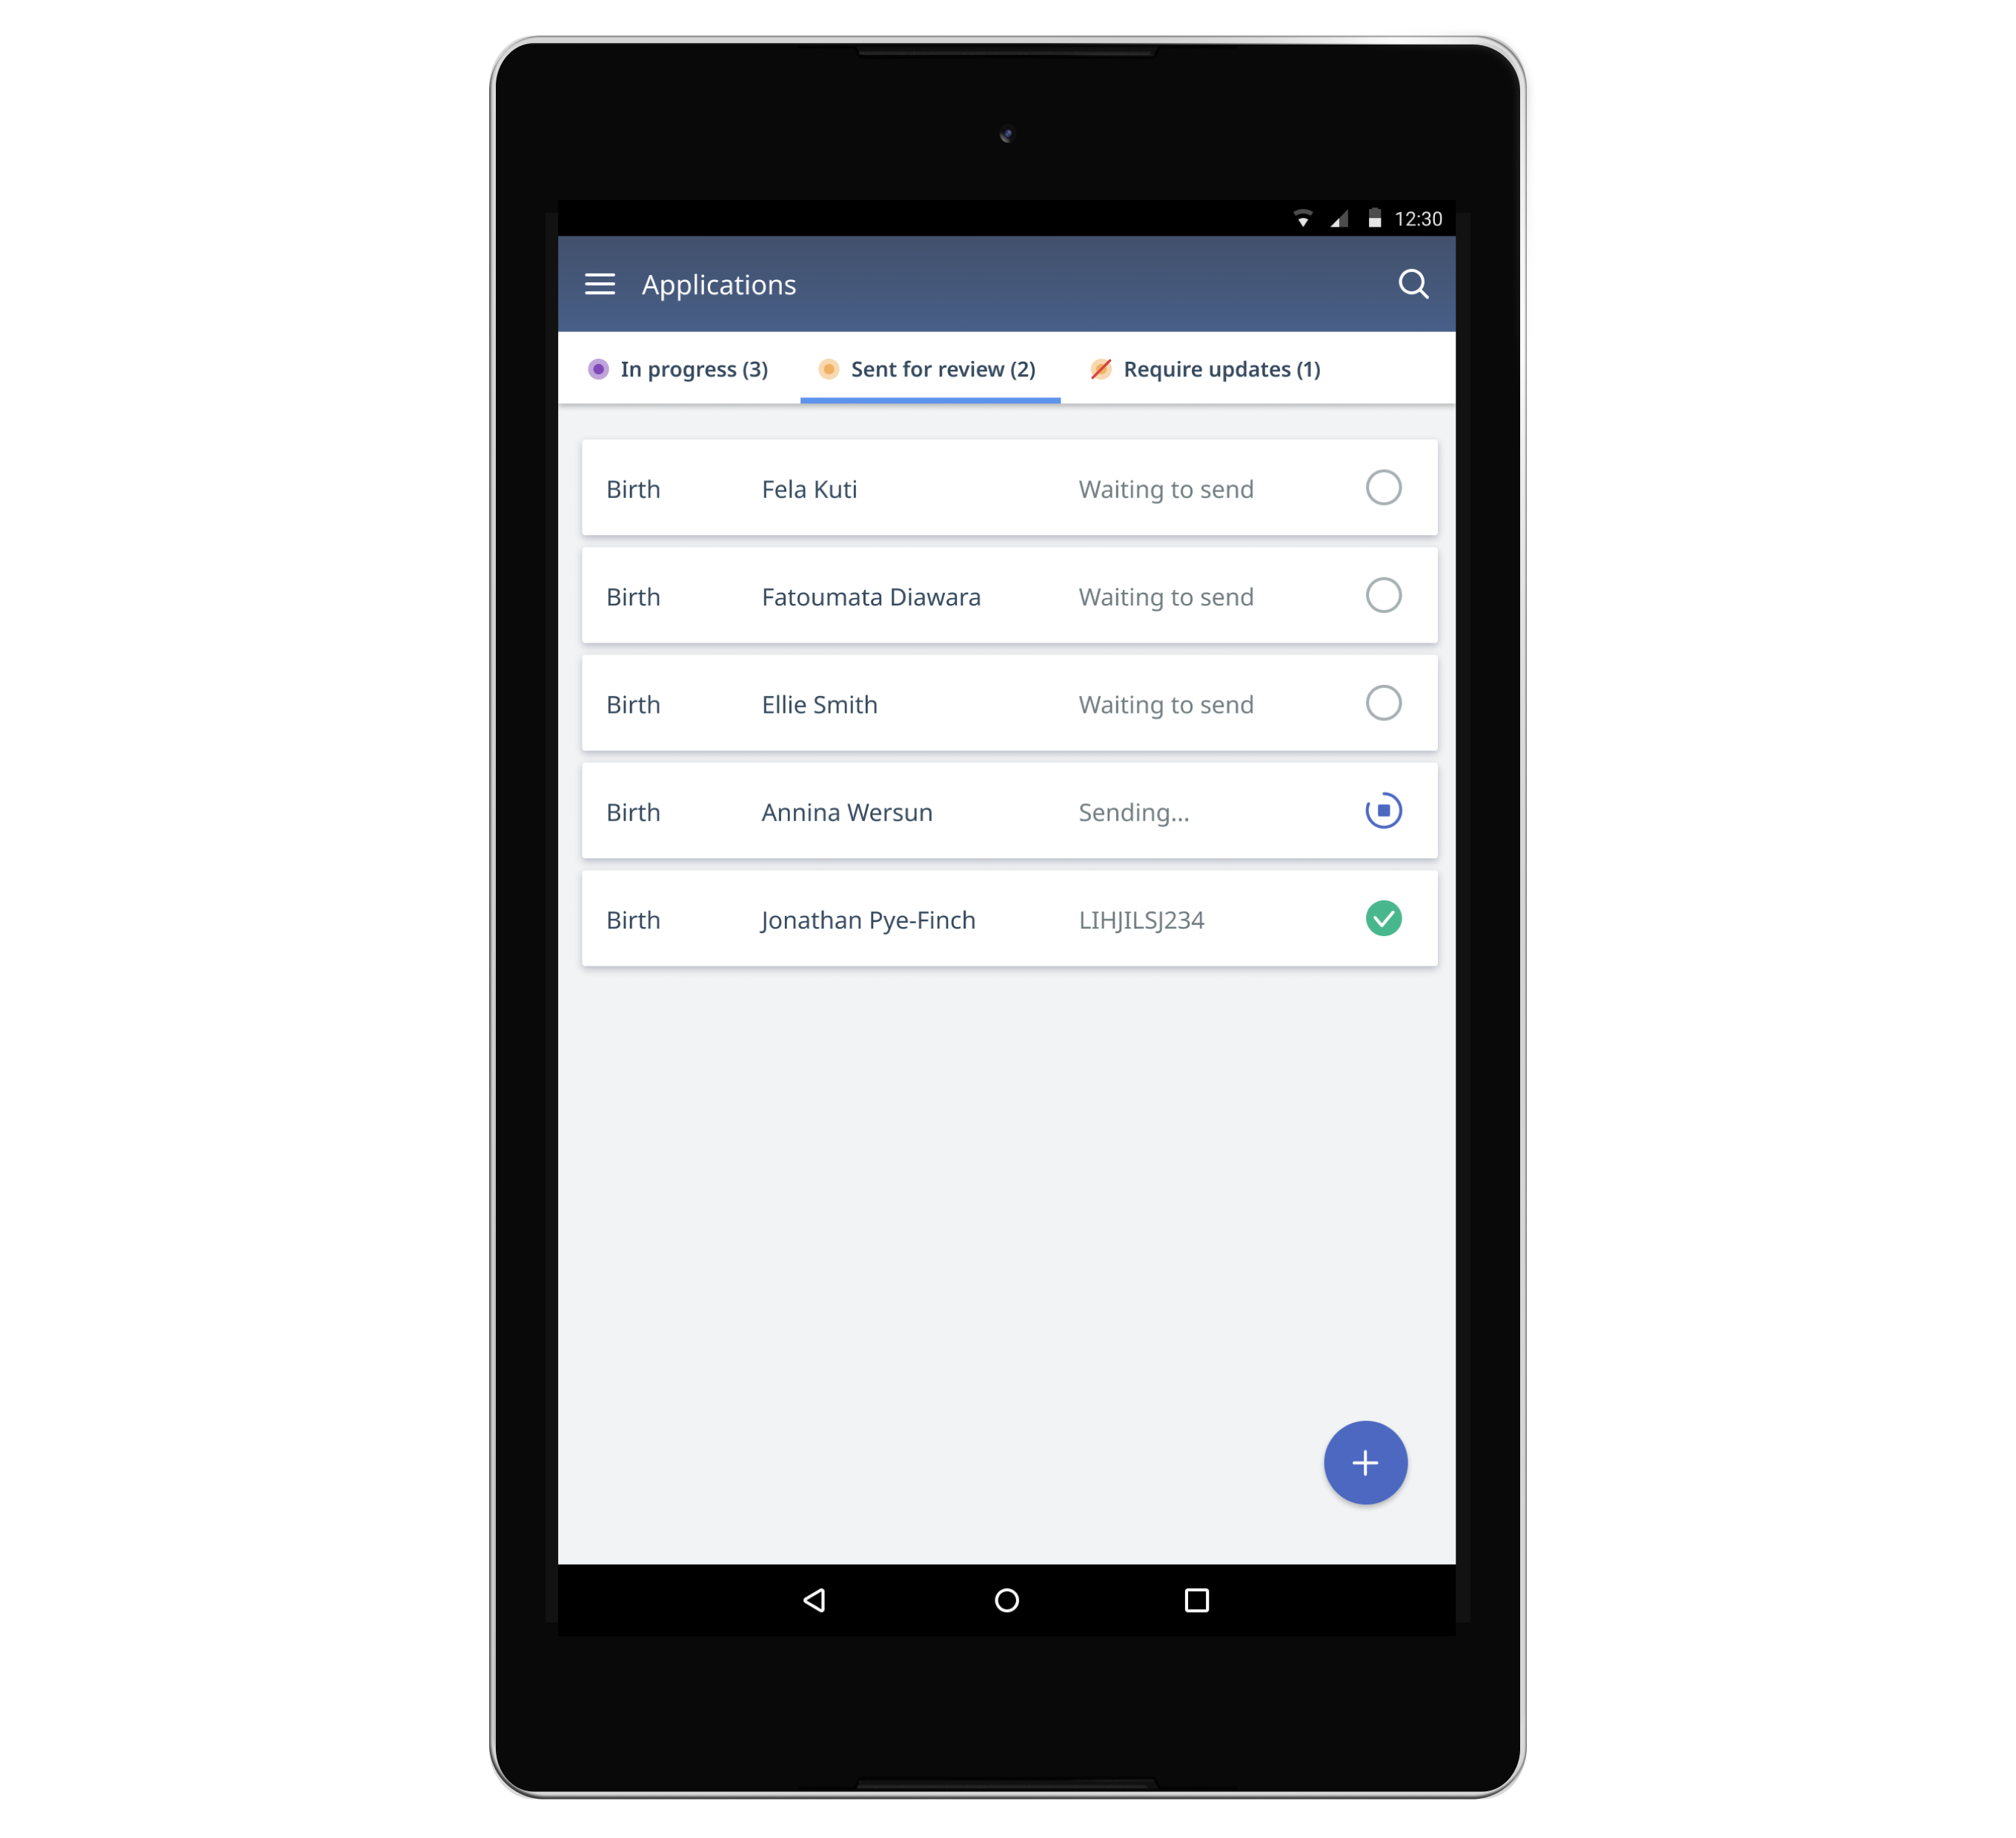 12:30
Applications
In progress (3) Sent for review (2) Require updates (1)
Birth Fela Kuti Waiting to send
Birth Fatoumata Diawara Waiting to send
Birth Ellie Smith Waiting to send
Birth Annina Wersun Sending...
Birth Jonathan Pye-Finch LIHJILSJ234